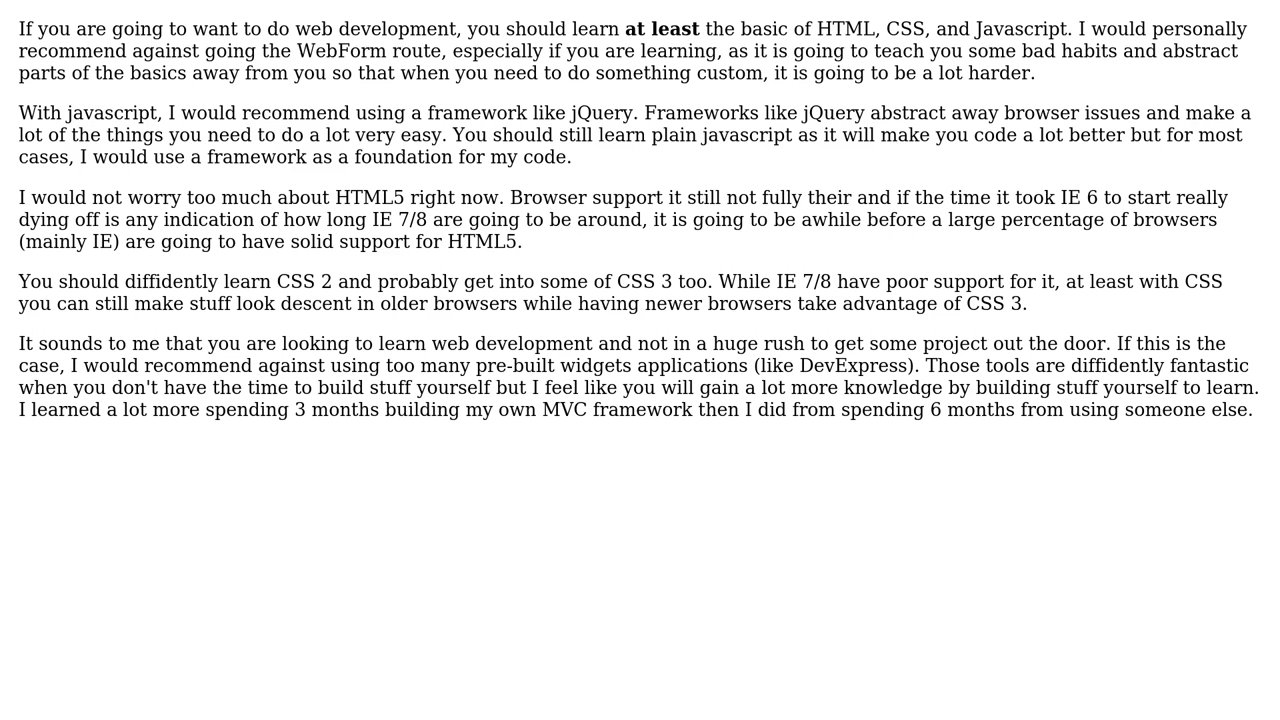 If you are going to want to do web development, you should learn at least the basic of HTML, CSS, and Javascript. I would personally
recommend against going the WebForm route, especially if you are learning, as it is going to teach you some bad habits and abstract
parts of the basics away from you so that when you need to do something custom, it is going to be a lot harder.
With javascript, I would recommend using a framework like jQuery. Frameworks like jQuery abstract away browser issues and make a
lot of the things you need to do a lot very easy. You should still learn plain javascript as it will make you code a lot better but for most
cases, I would use a framework as a foundation for my code.
I would not worry too much about HTML5 right now. Browser support it still not fully their and if the time it took IE 6 to start really
dying off is any indication of how long IE 7/8 are going to be around, it is going to be awhile before a large percentage of browsers
(mainly IE) are going to have solid support for HTML5.
You should diffidently learn CSS 2 and probably get into some of CSS 3 too. While IE 7/8 have poor support for it, at least with CSS
you can still make stuff look descent in older browsers while having newer browsers take advantage of CSS 3.
It sounds to me that you are looking to learn web development and not in a huge rush to get some project out the door. If this is the
case, I would recommend against using too many pre-built widgets applications (like DevExpress). Those tools are diffidently fantastic
when you don't have the time to build stuff yourself but I feel like you will gain a lot more knowledge by building stuff yourself to learn.
I learned a lot more spending 3 months building my own MVC framework then I did from spending 6 months from using someone else.